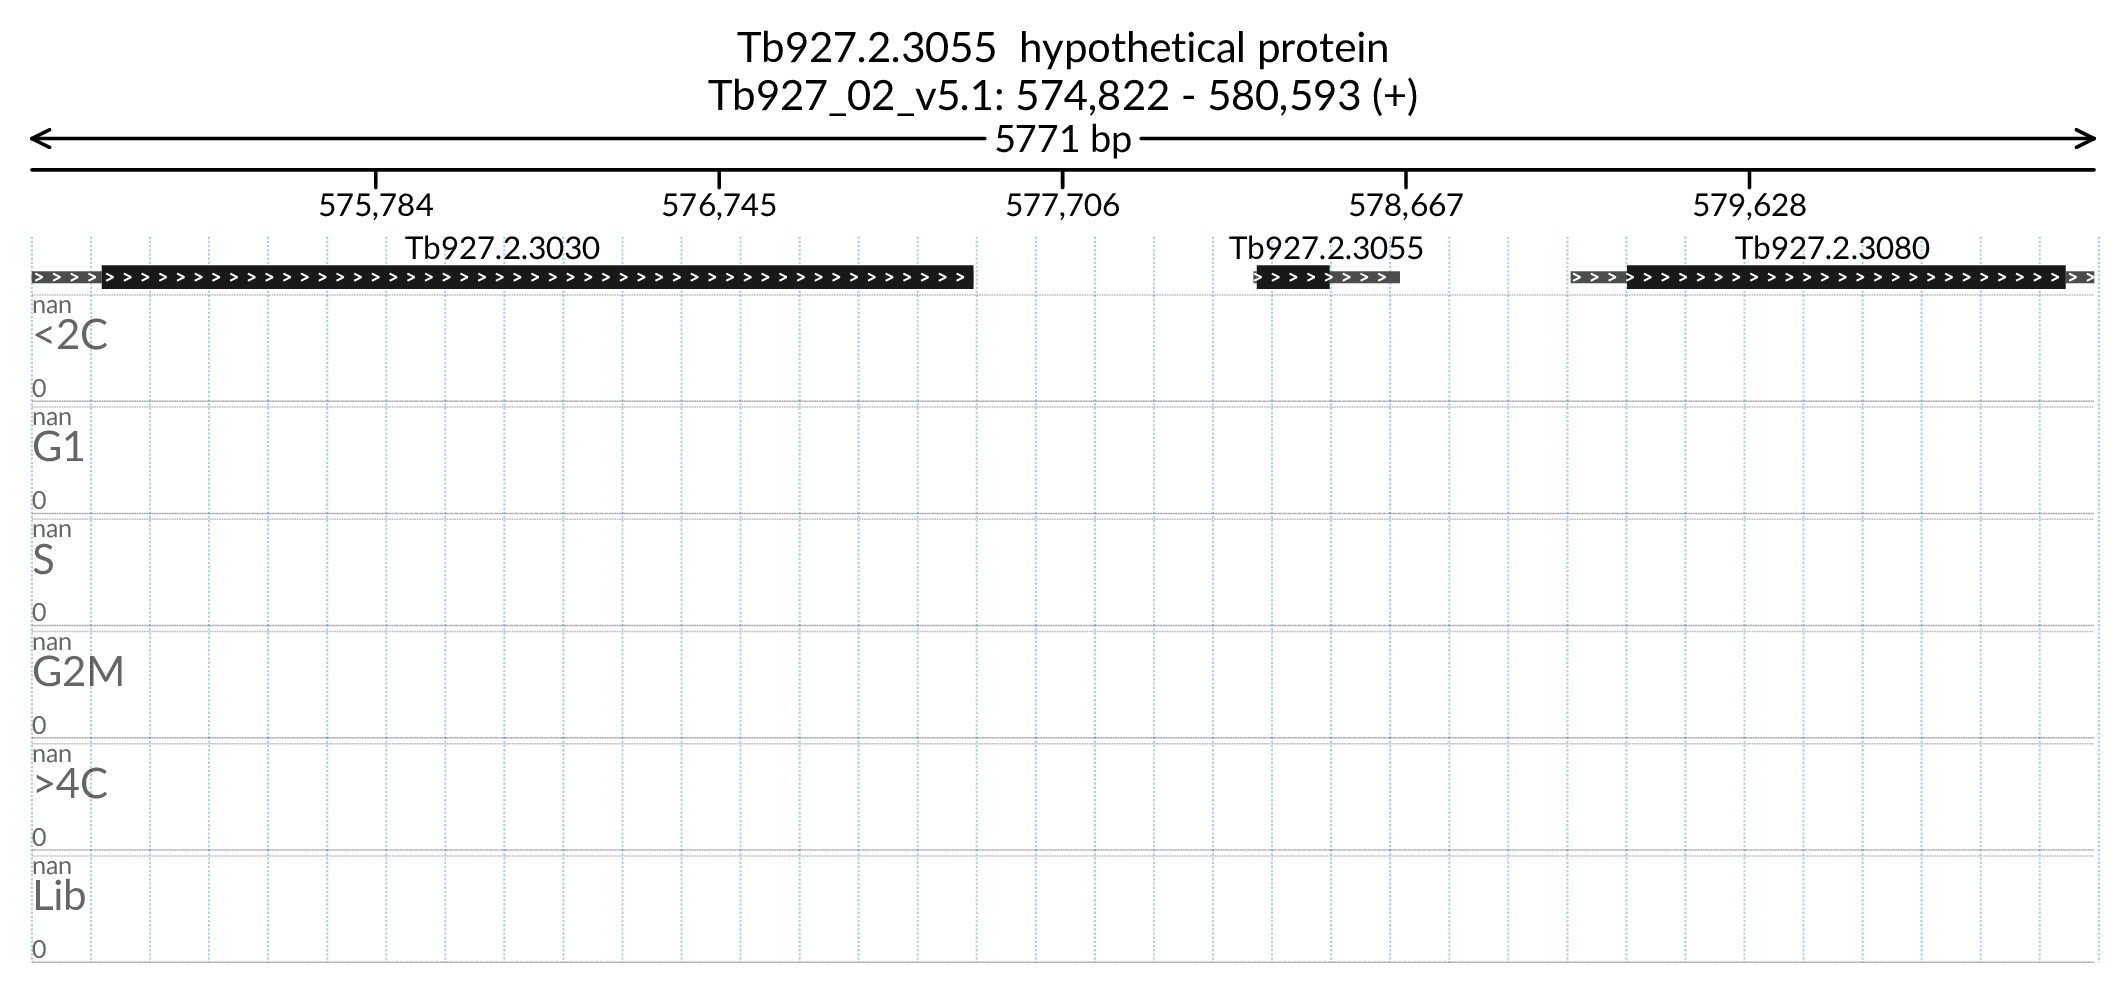 Tb927.2.3055  hypothetical protein
Tb927_02_v5.1: 574,822 - 580,593 (+)
5771 bp
575,784 576,745 577,706 578,667 579,628
Tb927.2.3030 Tb927.2.3055 Tb927.2.3080
nan
<2C
0
nan
G1
0
nan
S
0
nan
G2M
0
nan
>4C
0
nan
Lib
0